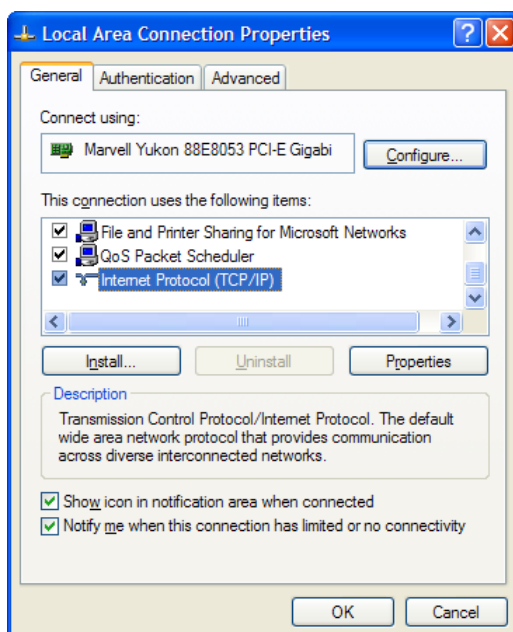 Local Area Connection Properties
General Authentication Advanced
Connect using:
Marvell Yukon 88E8053 PCI-E Gigabi Configure...
This connection uses the following items:
File and Printer Sharing for Microsoft Networks
QoS Packet Scheduler
Internet Protocol (TCP/IP)
Install... Uninstall Properties
Description
Transmission Control Protocol/Internet Protocol. The default
wide area network protocol that provides communication
across diverse interconnected networks.
Show icon in notification area when connected
Notify me when this connection has limited or no connectivity
OK Cancel